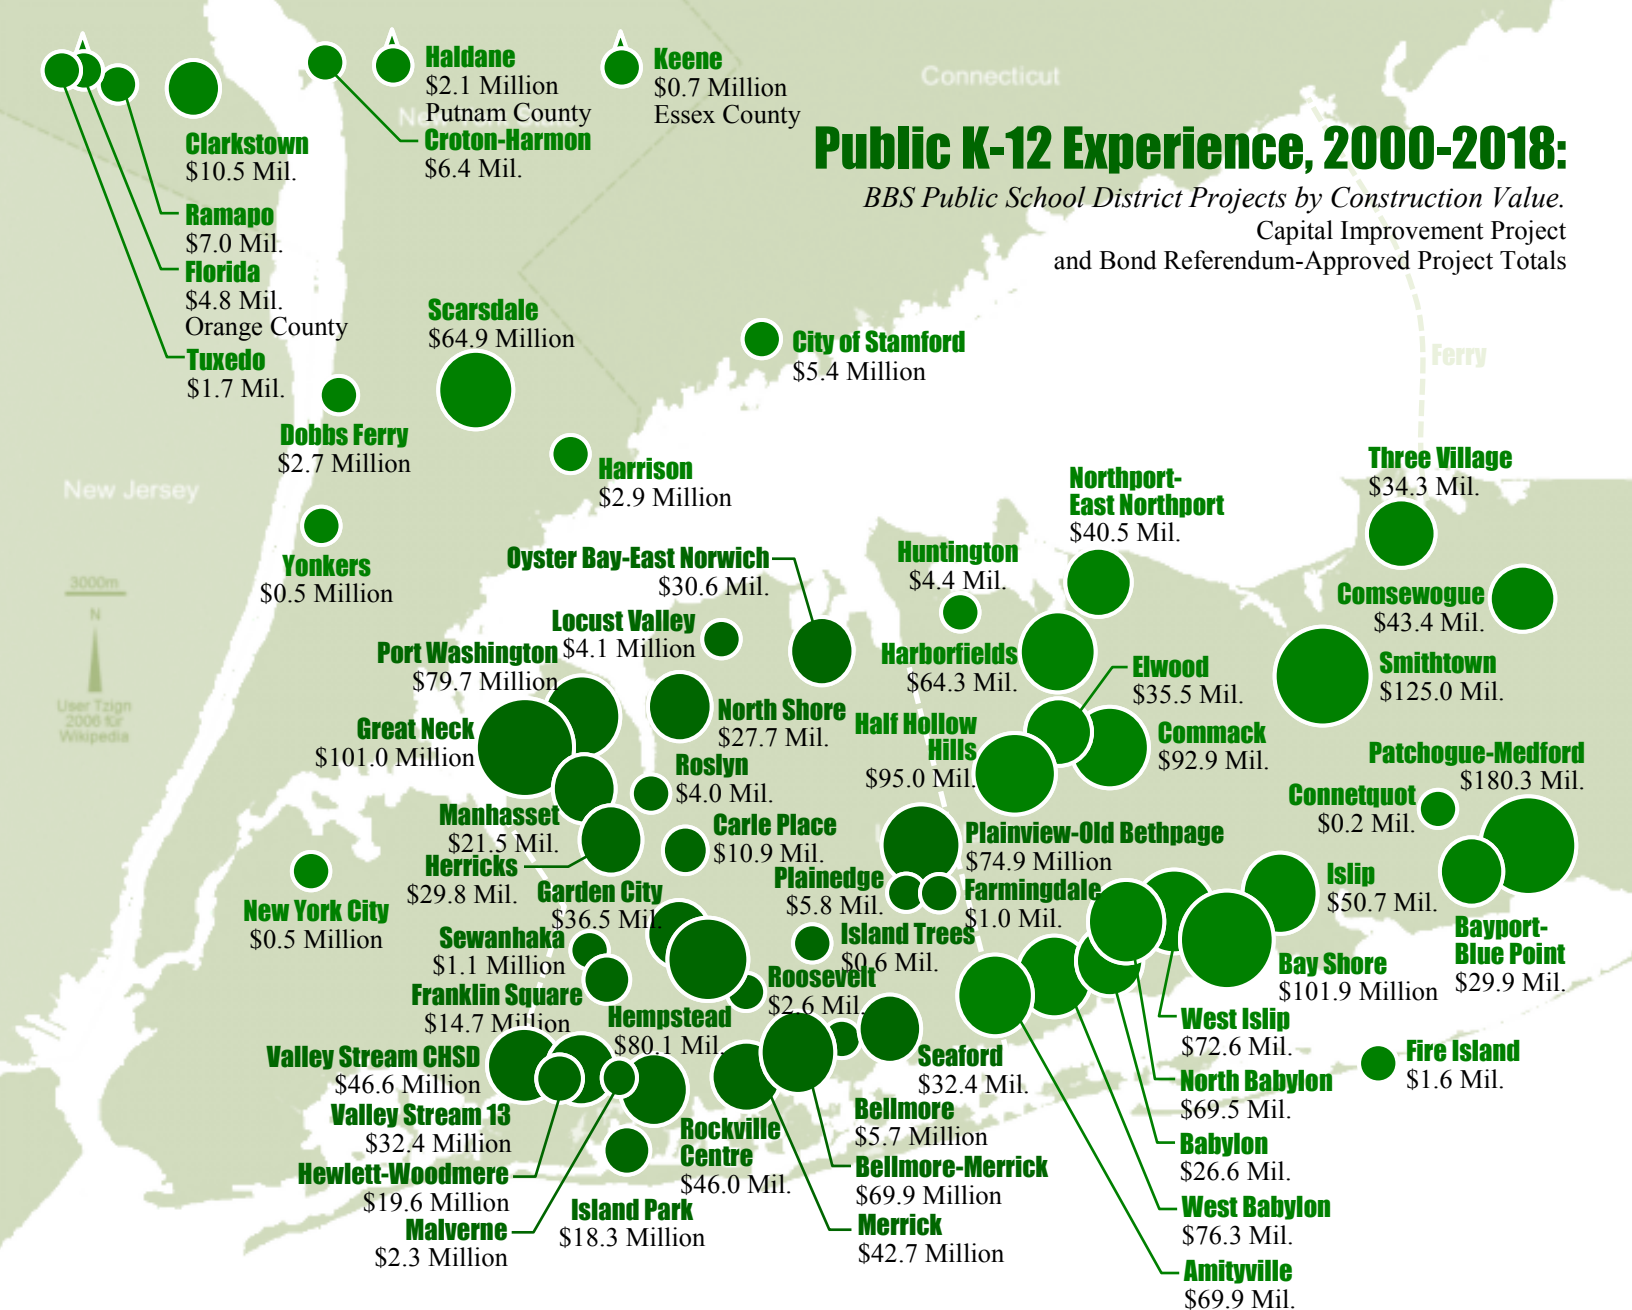 Public K-12 Experience, 2000-2018:
BBS Public School District Projects by Construction Value.
Capital Improvement Project
and Bond Referendum-Approved Project Totals
Connecticut
New Jersey
Ferry
3000m
N
User Tzign
2006 für
Wikipedia
Haldane
$2.1 Million
Putnam County
Keene
$0.7 Million
Essex County
Croton-Harmon
$6.4 Mil.
Clarkstown
$10.5 Mil.
Ramapo
$7.0 Mil.
Florida
$4.8 Mil.
Orange County
Tuxedo
$1.7 Mil.
Scarsdale
$64.9 Million
City of Stamford
$5.4 Million
Dobbs Ferry
$2.7 Million
Harrison
$2.9 Million
Yonkers
$0.5 Million
Three Village
$34.3 Mil.
Northport-
East Northport
$40.5 Mil.
Oyster Bay-East Norwich
$30.6 Mil.
Huntington
$4.4 Mil.
Comsewogue
$43.4 Mil.
Locust Valley
$4.1 Million
Port Washington
$79.7 Million
Harborfields
$64.3 Mil.
Elwood
$35.5 Mil.
Smithtown
$125.0 Mil.
Great Neck
$101.0 Million
North Shore
$27.7 Mil.
Half Hollow
Hills
$95.0 Mil.
Commack
$92.9 Mil.
Patchogue-Medford
$180.3 Mil.
Roslyn
$4.0 Mil.
Connetquot
$0.2 Mil.
Manhasset
$21.5 Mil.
Carle Place
$10.9 Mil.
Plainview-Old Bethpage
$74.9 Million
Herricks
$29.8 Mil.
Plainedge
$5.8 Mil.
Farmingdale
$1.0 Mil.
Islip
$50.7 Mil.
Garden City
$36.5 Mil.
New York City
$0.5 Million
Sewanhaka
$1.1 Million
Island Trees
$0.6 Mil.
Bayport-
Blue Point
$29.9 Mil.
Bay Shore
$101.9 Million
Franklin Square
$14.7 Million
Roosevelt
$2.6 Mil.
Hempstead
$80.1 Mil.
West Islip
$72.6 Mil.
Valley Stream CHSD
$46.6 Million
Seaford
$32.4 Mil.
Fire Island
$1.6 Mil.
North Babylon
$69.5 Mil.
Valley Stream 13
$32.4 Million
Bellmore
$5.7 Million
Rockville
Centre
$46.0 Mil.
Babylon
$26.6 Mil.
Hewlett-Woodmere
$19.6 Million
Bellmore-Merrick
$69.9 Million
West Babylon
$76.3 Mil.
Malverne
$2.3 Million
Island Park
$18.3 Million
Merrick
$42.7 Million
Amityville
$69.9 Mil.